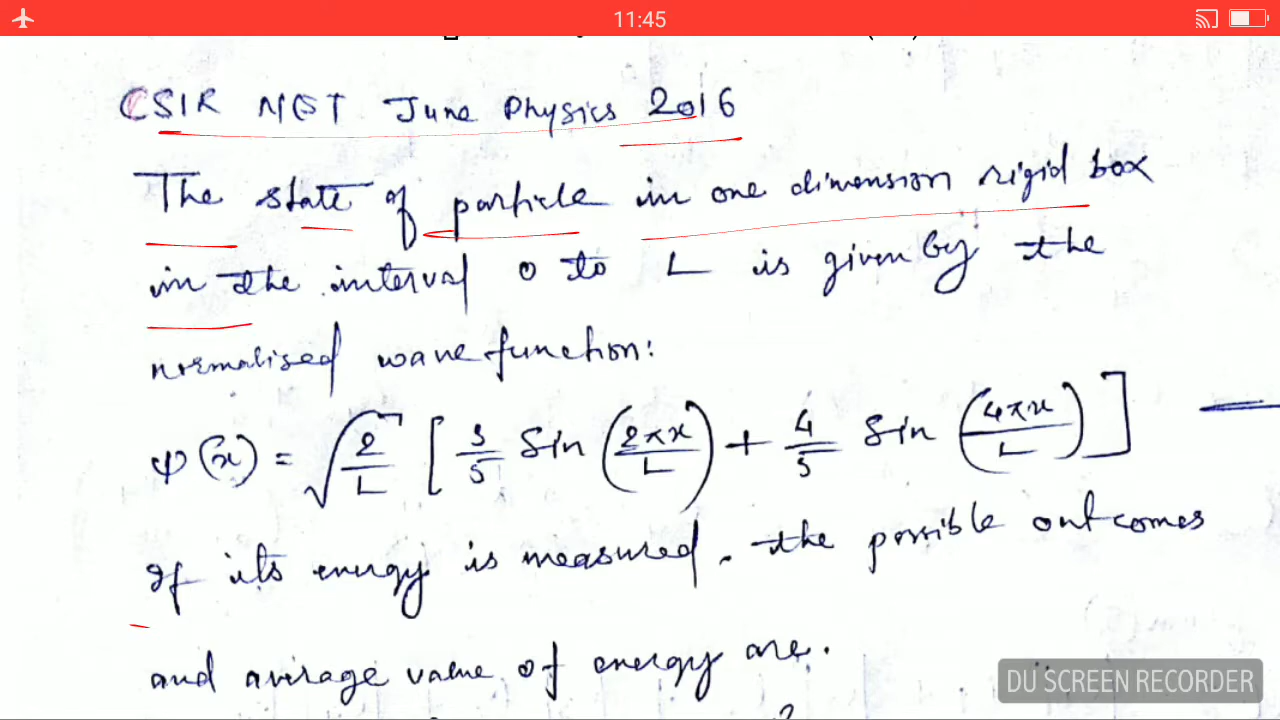 11:45
CSIR NET June Physics 2016
The state of particle in one dimension rigid box
in the interval 0 to L is given by the
normalised wave function:
ψ(x) = √(2/L) [3/5 Sin (2πx/L) + 4/5 Sin (4πx/L)]
If its energy is measured. the possible outcomes
and average value of energy are.
DU SCREEN RECORDER